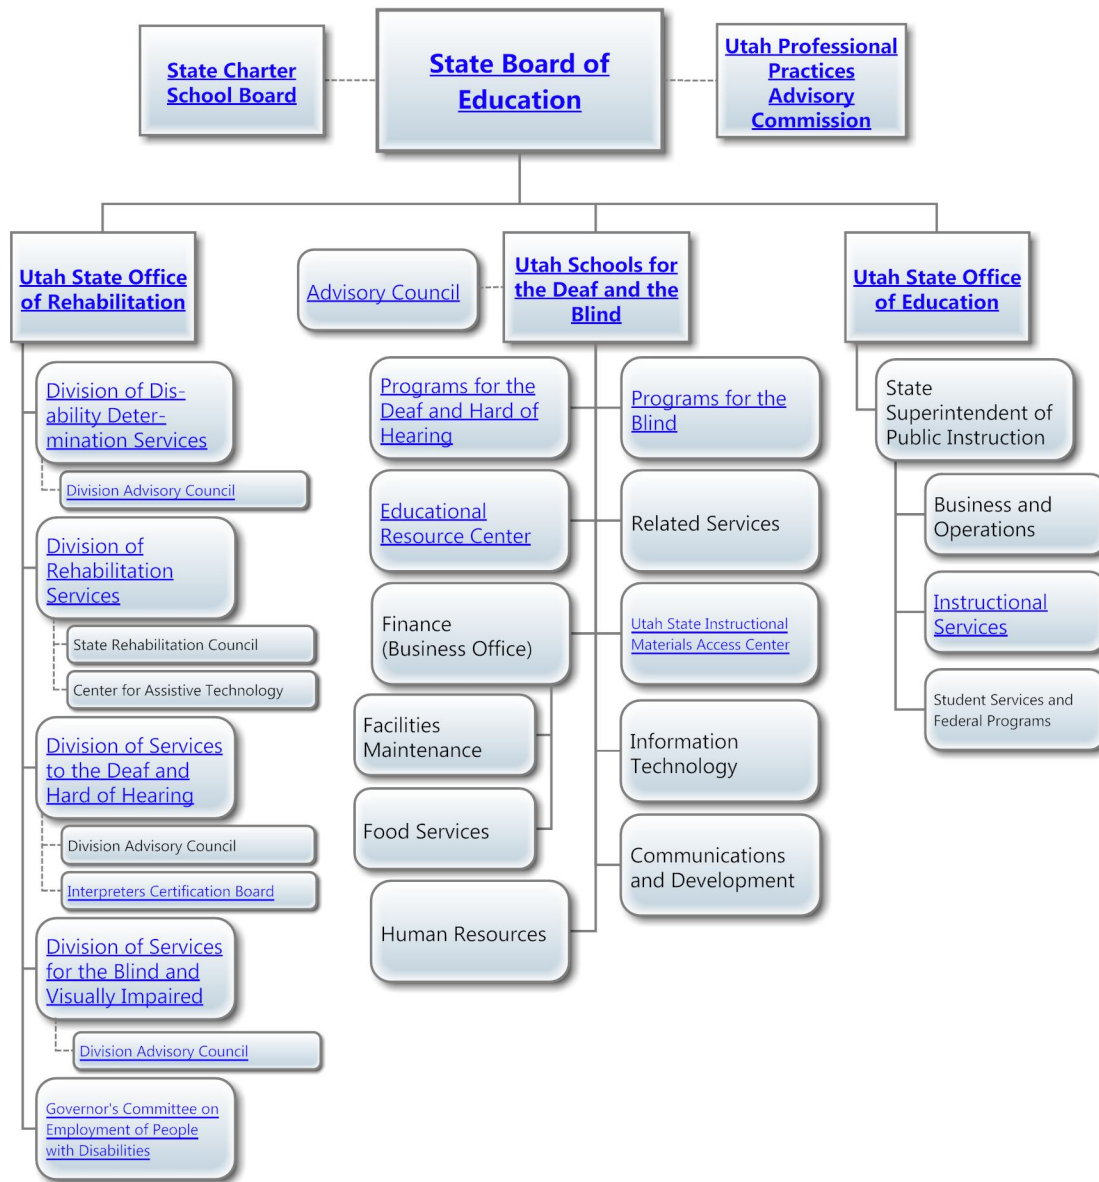 State Charter
School Board
State Board of
Education
Utah Professional
Practices
Advisory
Commission
Utah State Office
of Rehabilitation
Advisory Council
Utah Schools for
the Deaf and the
Blind
Utah State Office
of Education
Division of Dis-
ability Deter-
mination Services
Division Advisory Council
Division of
Rehabilitation
Services
State Rehabilitation Council
Center for Assistive Technology
Division of Services
to the Deaf and
Hard of Hearing
Division Advisory Council
Interpreters Certification Board
Division of Services
for the Blind and
Visually Impaired
Division Advisory Council
Governor's Committee on
Employment of People
with Disabilities
Programs for the
Deaf and Hard of
Hearing
Programs for the
Blind
Educational
Resource Center
Related Services
Finance
(Business Office)
Utah State Instructional
Materials Access Center
Facilities
Maintenance
Information
Technology
Food Services
Communications
and Development
Human Resources
State
Superintendent of
Public Instruction
Business and
Operations
Instructional
Services
Student Services and
Federal Programs